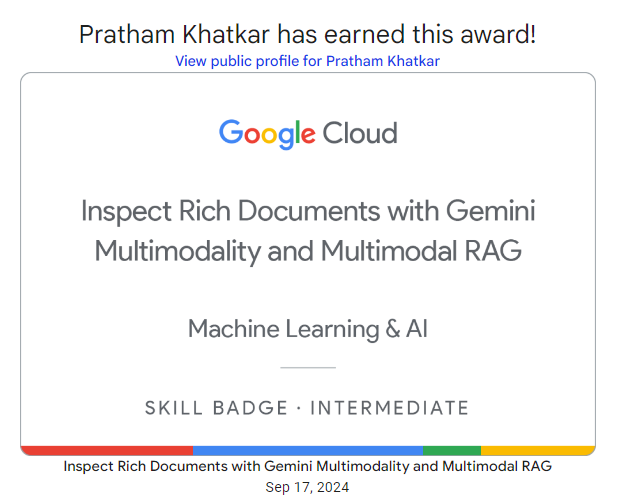 Pratham Khatkar has earned this award!
View public profile for Pratham Khatkar
Google Cloud
Inspect Rich Documents with Gemini
Multimodality and Multimodal RAG
Machine Learning & AI
SKILL BADGE · INTERMEDIATE
Inspect Rich Documents with Gemini Multimodality and Multimodal RAG
Sep 17, 2024